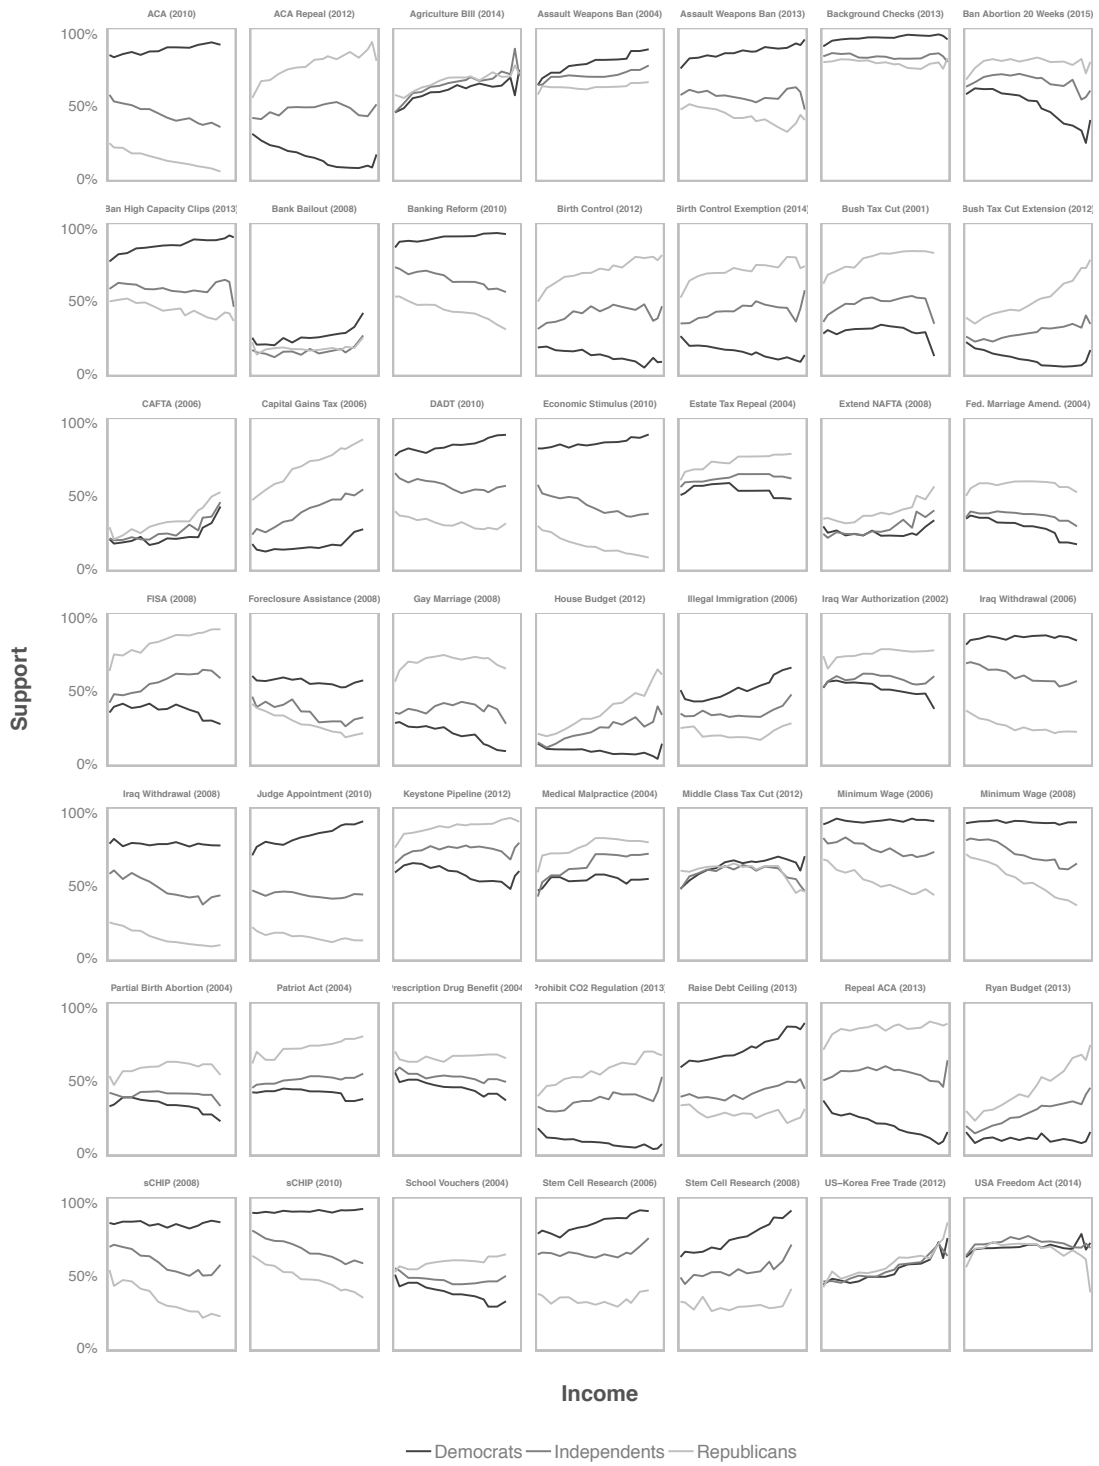 ACA (2010) ACA Repeal (2012) Agriculture Bill (2014) Assault Weapons Ban (2004) Assault Weapons Ban (2013) Background Checks (2013) Ban Abortion 20 Weeks (2015)
100%
50%
0%
Ban High Capacity Clips (2013) Bank Bailout (2008) Banking Reform (2010) Birth Control (2012) Birth Control Exemption (2014) Bush Tax Cut (2001) Bush Tax Cut Extension (2012)
100%
50%
0%
CAFTA (2006) Capital Gains Tax (2006) DADT (2010) Economic Stimulus (2010) Estate Tax Repeal (2004) Extend NAFTA (2008) Fed. Marriage Amend. (2004)
100%
50%
0%
FISA (2008) Foreclosure Assistance (2008) Gay Marriage (2008) House Budget (2012) Illegal Immigration (2006) Iraq War Authorization (2002) Iraq Withdrawal (2006)
100%
50%
0%
Support
Iraq Withdrawal (2008) Judge Appointment (2010) Keystone Pipeline (2012) Medical Malpractice (2004) Middle Class Tax Cut (2012) Minimum Wage (2006) Minimum Wage (2008)
100%
50%
0%
Partial Birth Abortion (2004) Patriot Act (2004) rescription Drug Benefit (2004 Prohibit CO2 Regulation (2013) Raise Debt Ceiling (2013) Repeal ACA (2013) Ryan Budget (2013)
100%
50%
0%
sCHIP (2008) sCHIP (2010) School Vouchers (2004) Stem Cell Research (2006) Stem Cell Research (2008) US−Korea Free Trade (2012) USA Freedom Act (2014)
100%
50%
0%
Income
Democrats Independents Republicans